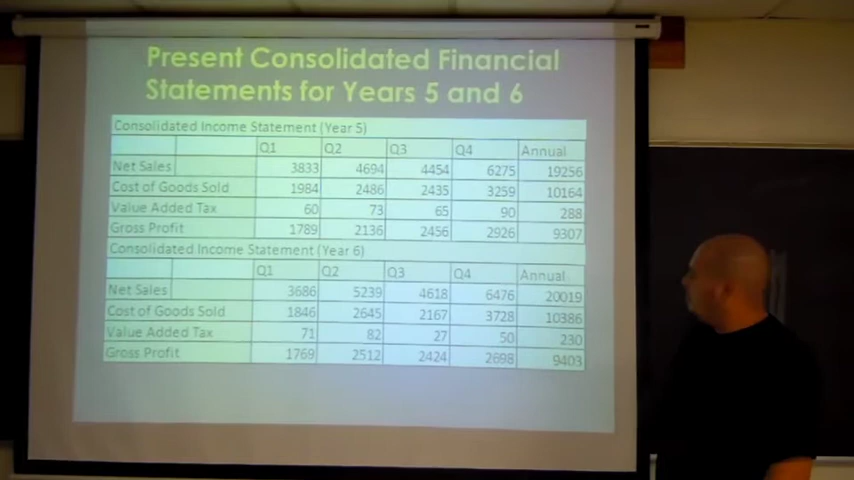 Present Consolidated Financial
Statements for Years 5 and 6
Consolidated Income Statement (Year 5)
Q1 Q2 Q3 Q4 Annual
Net Sales 3833 4694 4454 6275 19256
Cost of Goods Sold 1984 2486 2435 3259 10164
Value Added Tax 60 73 65 90 288
Gross Profit 1789 2136 2456 2926 9307
Consolidated Income Statement (Year 6)
Q1 Q2 Q3 Q4 Annual
Net Sales 3686 5239 4618 6476 20019
Cost of Goods Sold 1846 2645 2167 3728 10386
Value Added Tax 71 82 27 50 230
Gross Profit 1769 2512 2424 2698 9403